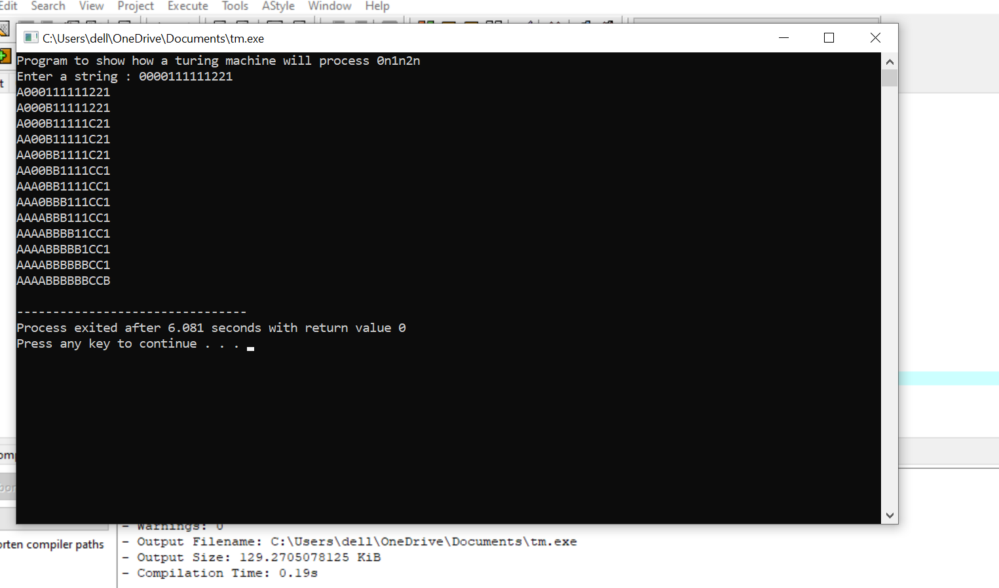 Edit Search View Project Execute Tools AStyle Window Help
C:\Users\dell\OneDrive\Documents\tm.exe
Program to show how a turing machine will process 0n1n2n
Enter a string : 0000111111221
A000111111221
A000B11111221
A000B11111C21
AA00B11111C21
AA00BB1111C21
AA00BB1111CC1
AAA0BB1111CC1
AAA0BBB111CC1
AAAABBB111CC1
AAAABBBB11CC1
AAAABBBBB1CC1
AAAABBBBBBCC1
AAAABBBBBBCCB
--------------------------------
Process exited after 6.081 seconds with return value 0
Press any key to continue . . .
- Warnings: 0
orten compiler paths
- Output Filename: C:\Users\dell\OneDrive\Documents\tm.exe
- Output Size: 129.2705078125 KiB
- Compilation Time: 0.19s